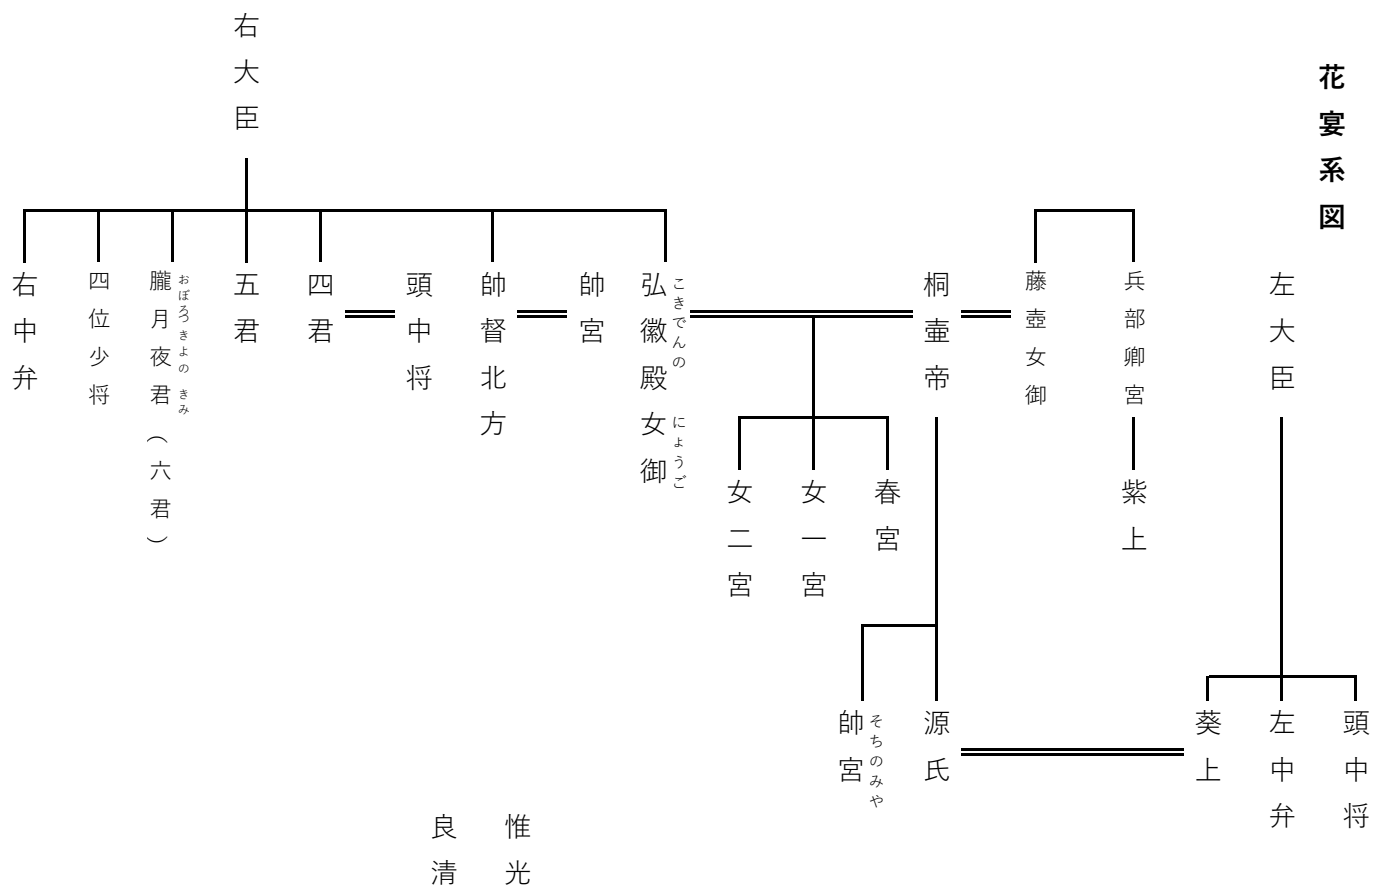 花宴系図
左大臣
頭中将
左中弁
葵上
兵部卿宮
紫上
藤壺女御
桐壷帝
源氏
帥宮
そちのみや
春宮
女一宮
女二宮
右大臣
弘徽殿女御
こきでんの にょうご
帥宮
帥督北方
頭中将
四君
五君
朧月夜君(六君)
おぼろつきよの きみ
四位少将
右中弁
惟光
良清